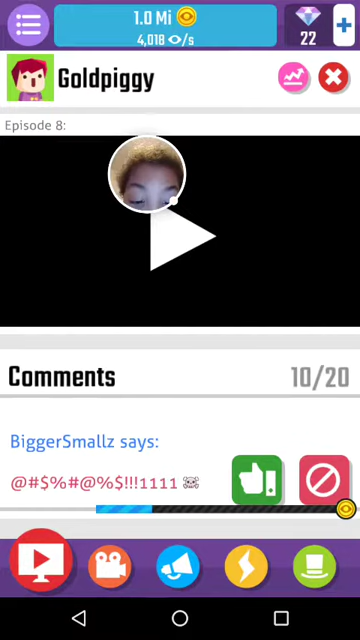 1.0 Mi
4,018 /s
22
+
Goldpiggy
Episode 8:
Comments 10/20
BiggerSmallz says:
@#$%#@%$!!!1111 ☠